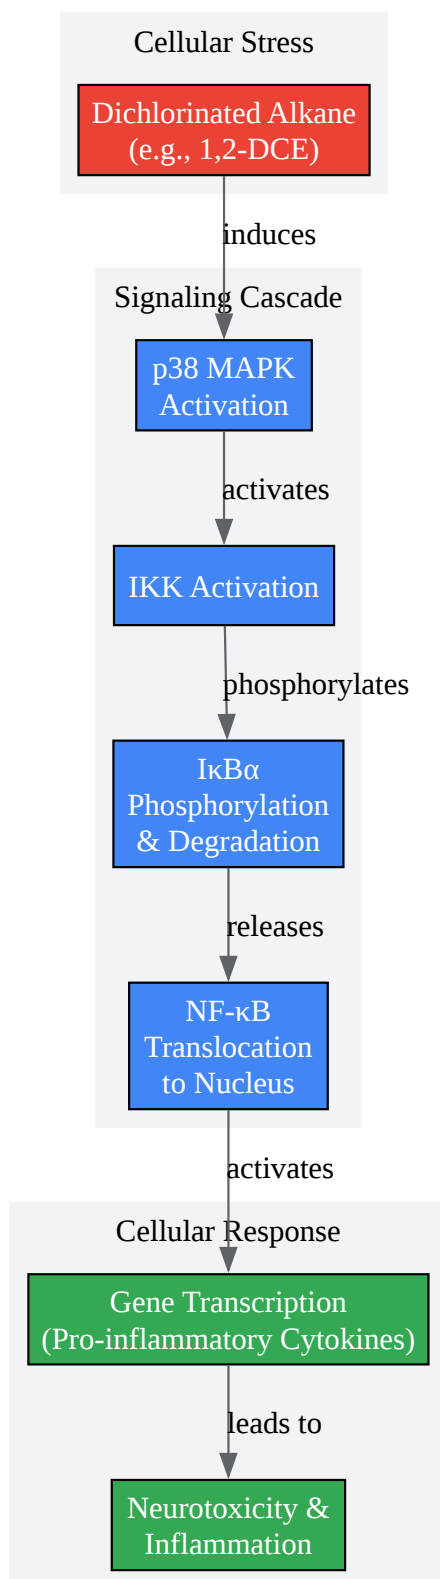 Cellular Stress
Dichlorinated Alkane
(e.g., 1,2-DCE)
induces
Signaling Cascade
p38 MAPK
Activation
activates
IKK Activation
phosphorylates
IκBα
Phosphorylation
& Degradation
releases
NF-κB
Translocation
to Nucleus
activates
Cellular Response
Gene Transcription
(Pro-inflammatory Cytokines)
leads to
Neurotoxicity &
Inflammation